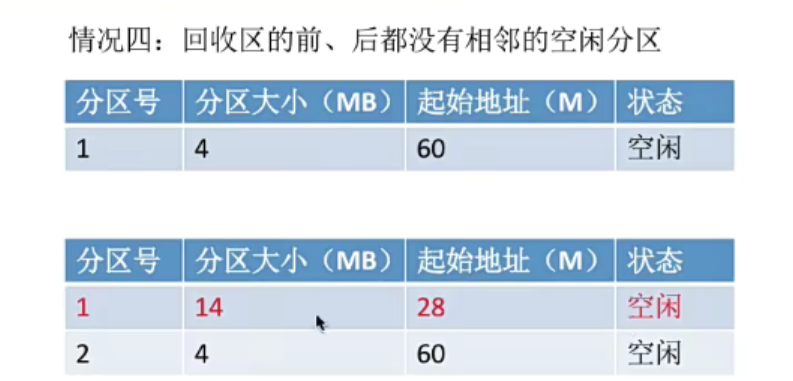 情况四：回收区的前、后都没有相邻的空闲分区
分区号 分区大小（MB） 起始地址（M） 状态
1 4 60 空闲
分区号 分区大小（MB） 起始地址（M） 状态
1 14 28 空闲
2 4 60 空闲